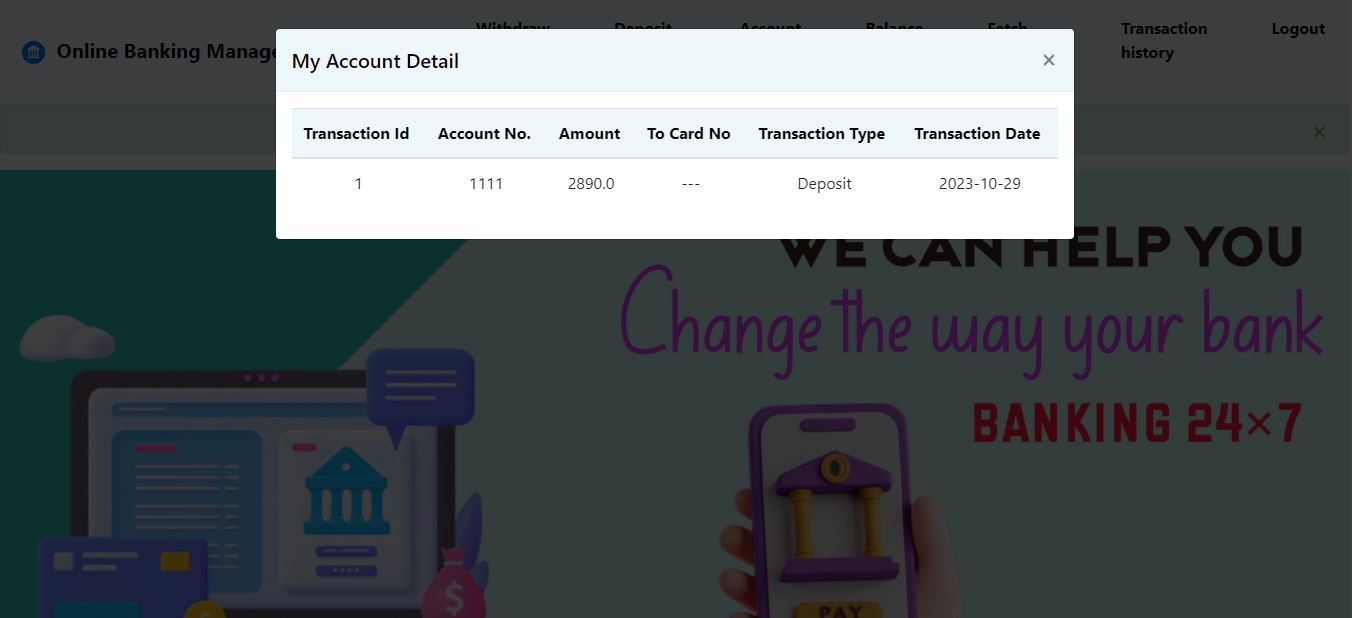 Withdraw Deposit Account Balance Fetch Transaction history Logout
Online Banking
My Account Detail ×
Transaction Id Account No. Amount To Card No Transaction Type Transaction Date
1 1111 2890.0 --- Deposit 2023-10-29
×
WE CAN HELP YOU
Change the way your bank
BANKING 24×7
$
PAY